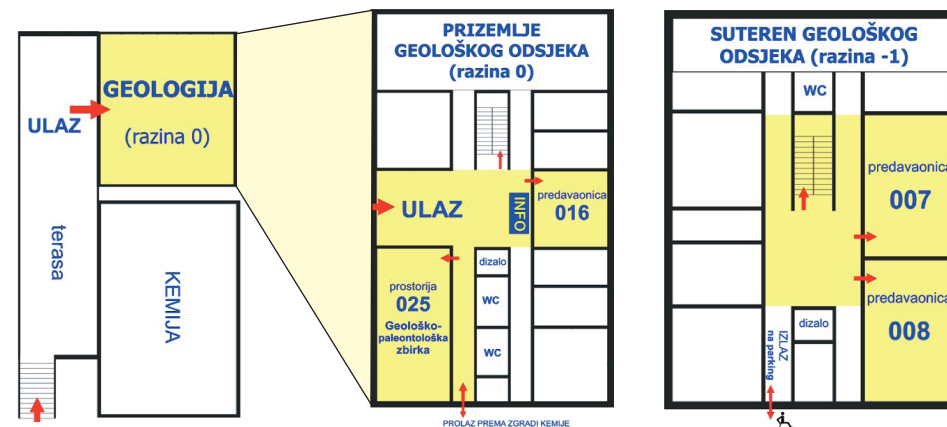 GEOLOGIJA
ULAZ
(razina 0)
terasa
KEMIJA
PRIZEMLJE
GEOLOŠKOG ODSJEKA
(razina 0)
ULAZ
INFO
predavaonica
016
prostorija
025
Geološko-
paleontološka
zbirka
dizalo
WC
WC
PROLAZ PREMA ZGRADI KEMIJE
SUTEREN GEOLOŠKOG
ODSJEKA (razina -1)
WC
predavaonica
007
predavaonica
008
dizalo
IZLAZ
na parking